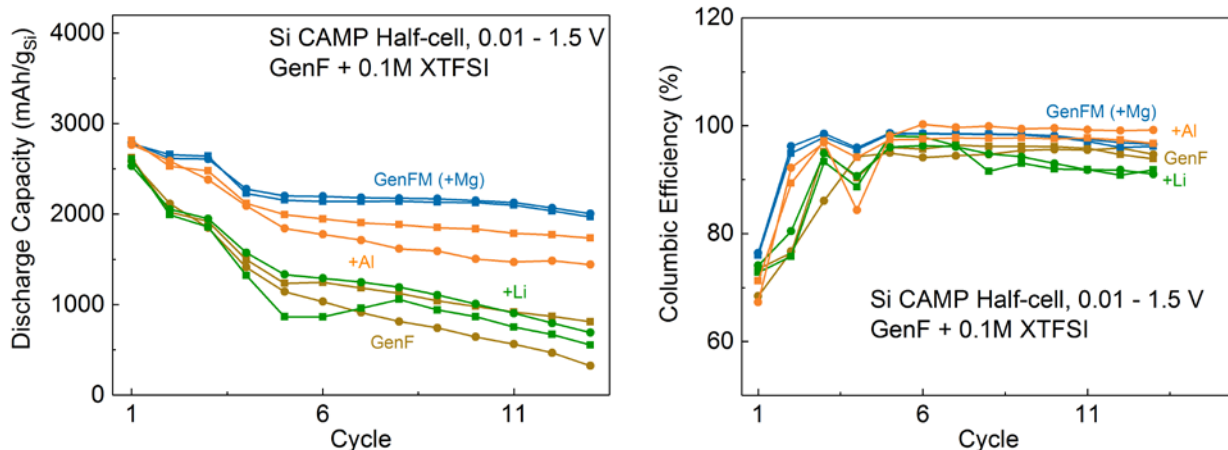 Discharge Capacity (mAh/gSi)
4000
3000
2000
1000
0
Si CAMP Half-cell, 0.01 - 1.5 V
GenF + 0.1M XTFSI
GenFM (+Mg)
+Al
+Li
GenF
1
6
11
Cycle
Columbic Efficiency (%)
120
100
80
60
GenFM (+Mg)
+Al
GenF
+Li
Si CAMP Half-cell, 0.01 - 1.5 V
GenF + 0.1M XTFSI
1
6
11
Cycle